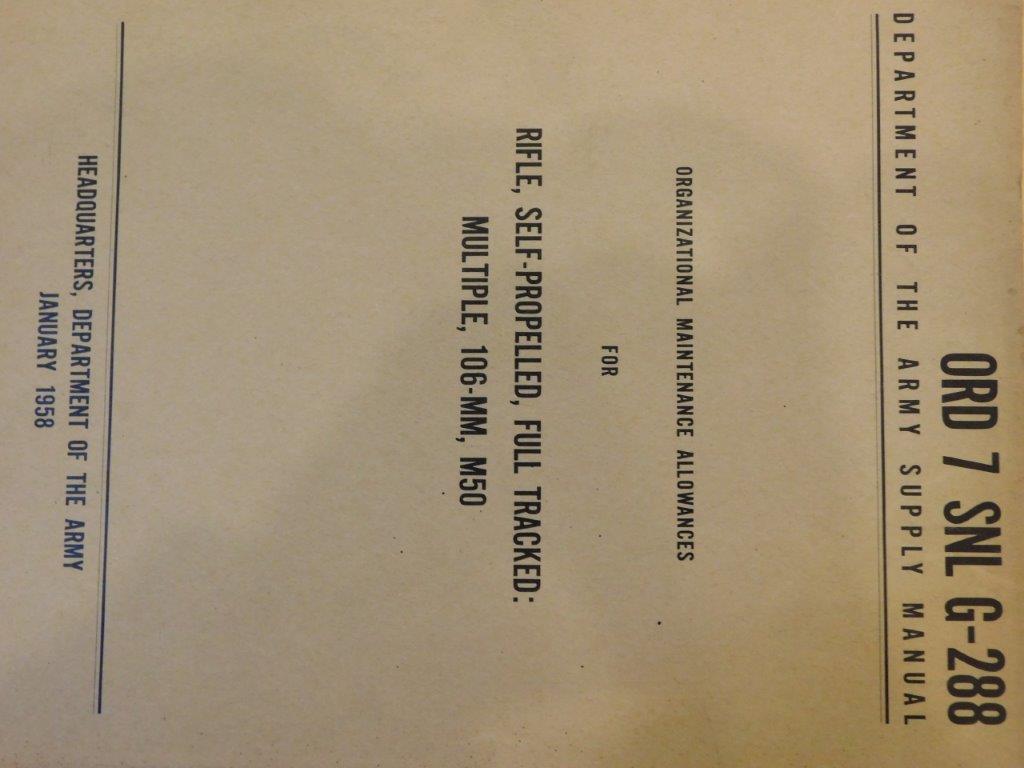 ORD 7 SNL G-288
DEPARTMENT OF THE ARMY SUPPLY MANUAL
ORGANIZATIONAL MAINTENANCE ALLOWANCES
FOR
RIFLE, SELF-PROPELLED, FULL TRACKED:
MULTIPLE, 106-MM, M50
HEADQUARTERS, DEPARTMENT OF THE ARMY
JANUARY 1958